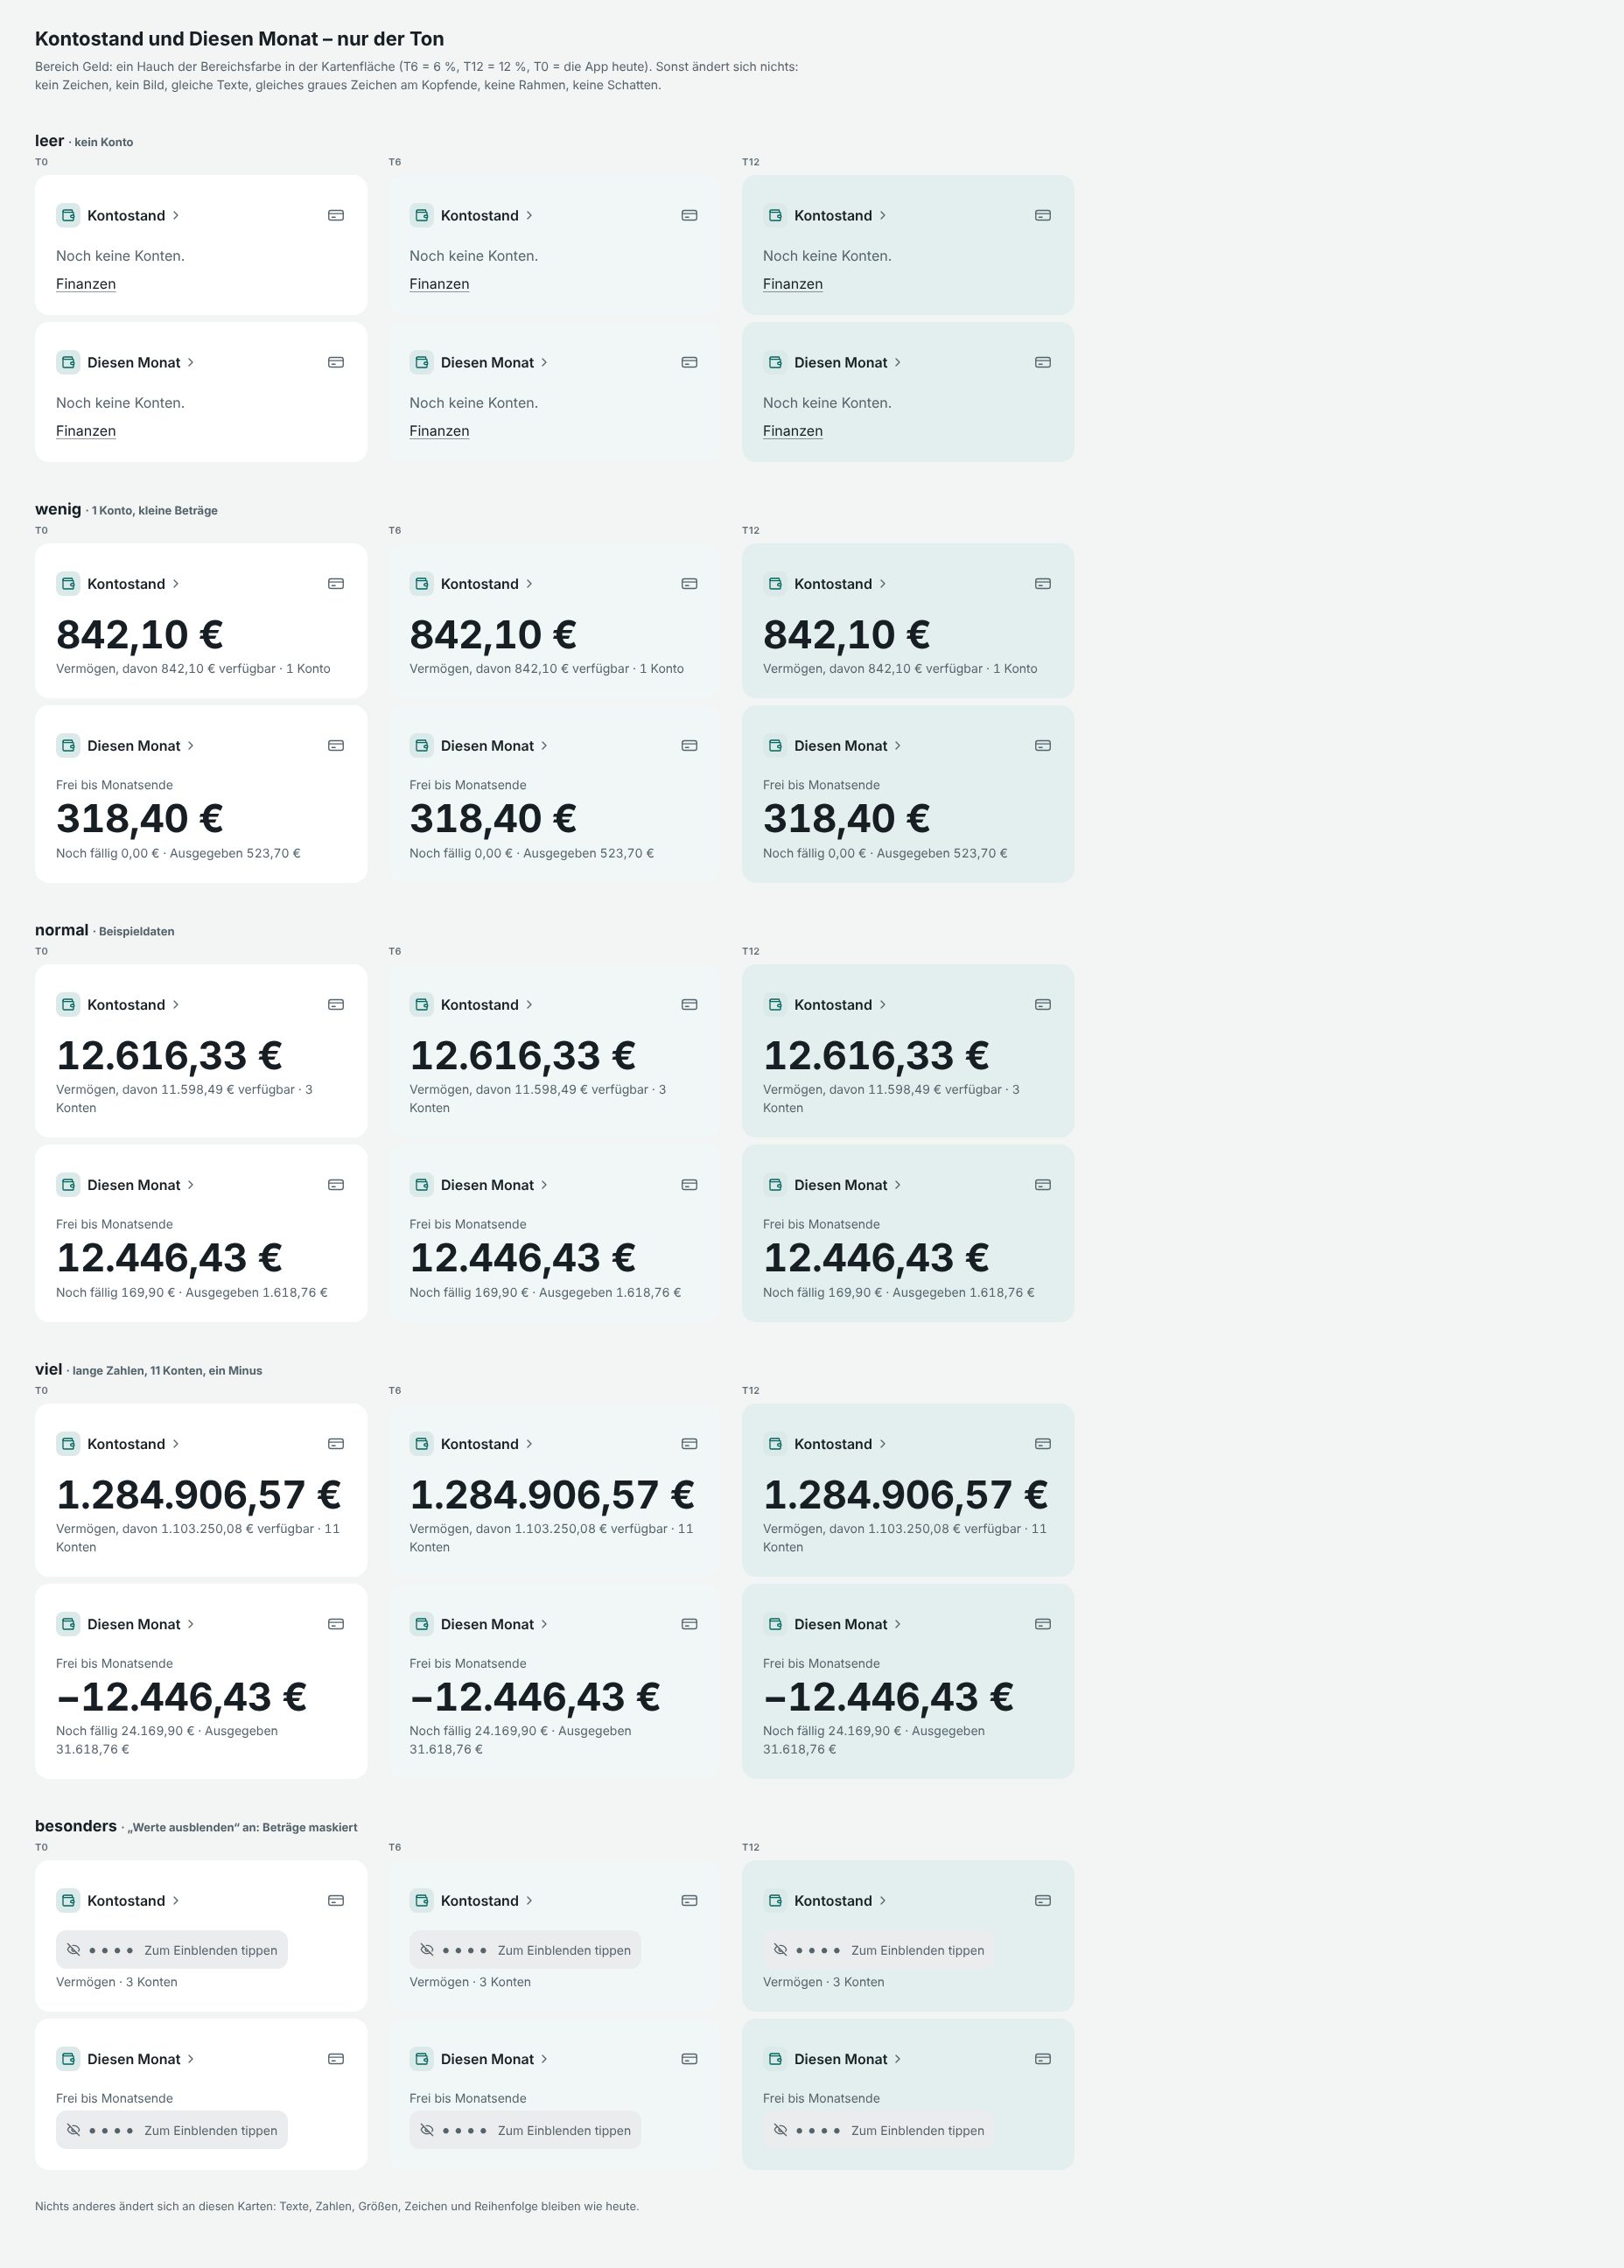 Kontostand und Diesen Monat – nur der Ton
Bereich Geld: ein Hauch der Bereichsfarbe in der Kartenfläche (T6 = 6 %, T12 = 12 %, T0 = die App heute). Sonst ändert sich nichts:
kein Zeichen, kein Bild, gleiche Texte, gleiches graues Zeichen am Kopfende, keine Rahmen, keine Schatten.
leer · kein Konto
T0 T6 T12
Kontostand Kontostand Kontostand
Noch keine Konten. Noch keine Konten. Noch keine Konten.
Finanzen Finanzen Finanzen
Diesen Monat Diesen Monat Diesen Monat
Noch keine Konten. Noch keine Konten. Noch keine Konten.
Finanzen Finanzen Finanzen
wenig · 1 Konto, kleine Beträge
T0 T6 T12
Kontostand Kontostand Kontostand
842,10 € 842,10 € 842,10 €
Vermögen, davon 842,10 € verfügbar · 1 Konto Vermögen, davon 842,10 € verfügbar · 1 Konto Vermögen, davon 842,10 € verfügbar · 1 Konto
Diesen Monat Diesen Monat Diesen Monat
Frei bis Monatsende Frei bis Monatsende Frei bis Monatsende
318,40 € 318,40 € 318,40 €
Noch fällig 0,00 € · Ausgegeben 523,70 € Noch fällig 0,00 € · Ausgegeben 523,70 € Noch fällig 0,00 € · Ausgegeben 523,70 €
normal · Beispieldaten
T0 T6 T12
Kontostand Kontostand Kontostand
12.616,33 € 12.616,33 € 12.616,33 €
Vermögen, davon 11.598,49 € verfügbar · 3 Vermögen, davon 11.598,49 € verfügbar · 3 Vermögen, davon 11.598,49 € verfügbar · 3
Konten Konten Konten
Diesen Monat Diesen Monat Diesen Monat
Frei bis Monatsende Frei bis Monatsende Frei bis Monatsende
12.446,43 € 12.446,43 € 12.446,43 €
Noch fällig 169,90 € · Ausgegeben 1.618,76 € Noch fällig 169,90 € · Ausgegeben 1.618,76 € Noch fällig 169,90 € · Ausgegeben 1.618,76 €
viel · lange Zahlen, 11 Konten, ein Minus
T0 T6 T12
Kontostand Kontostand Kontostand
1.284.906,57 € 1.284.906,57 € 1.284.906,57 €
Vermögen, davon 1.103.250,08 € verfügbar · 11 Vermögen, davon 1.103.250,08 € verfügbar · 11 Vermögen, davon 1.103.250,08 € verfügbar · 11
Konten Konten Konten
Diesen Monat Diesen Monat Diesen Monat
Frei bis Monatsende Frei bis Monatsende Frei bis Monatsende
−12.446,43 € −12.446,43 € −12.446,43 €
Noch fällig 24.169,90 € · Ausgegeben Noch fällig 24.169,90 € · Ausgegeben Noch fällig 24.169,90 € · Ausgegeben
31.618,76 € 31.618,76 € 31.618,76 €
besonders · „Werte ausblenden“ an: Beträge maskiert
T0 T6 T12
Kontostand Kontostand Kontostand
•••• Zum Einblenden tippen •••• Zum Einblenden tippen •••• Zum Einblenden tippen
Vermögen · 3 Konten Vermögen · 3 Konten Vermögen · 3 Konten
Diesen Monat Diesen Monat Diesen Monat
Frei bis Monatsende Frei bis Monatsende Frei bis Monatsende
•••• Zum Einblenden tippen •••• Zum Einblenden tippen •••• Zum Einblenden tippen
Nichts anderes ändert sich an diesen Karten: Texte, Zahlen, Größen, Zeichen und Reihenfolge bleiben wie heute.